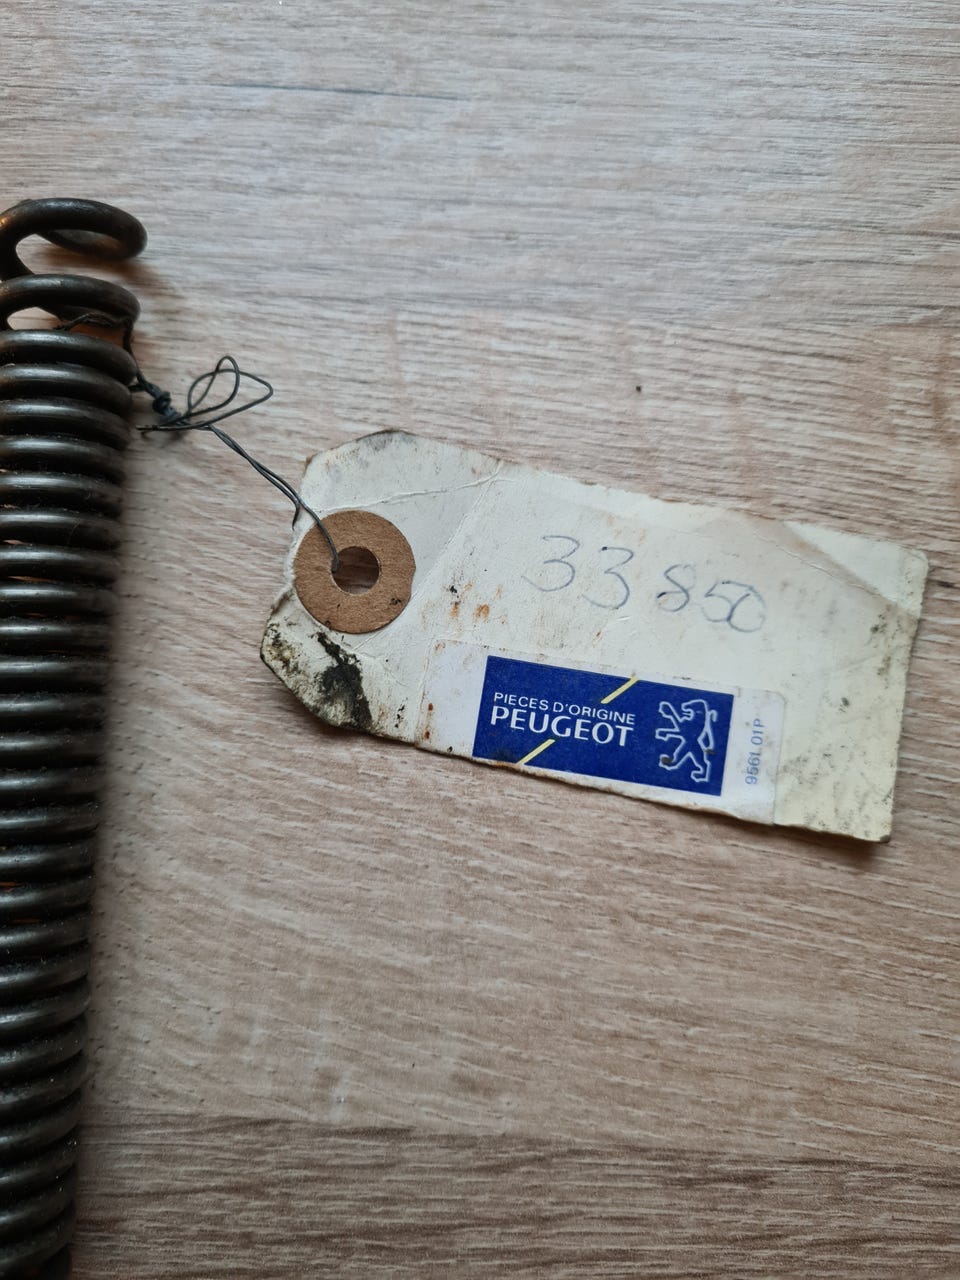 33850
PIECES D'ORIGINE
PEUGEOT
9561.01P